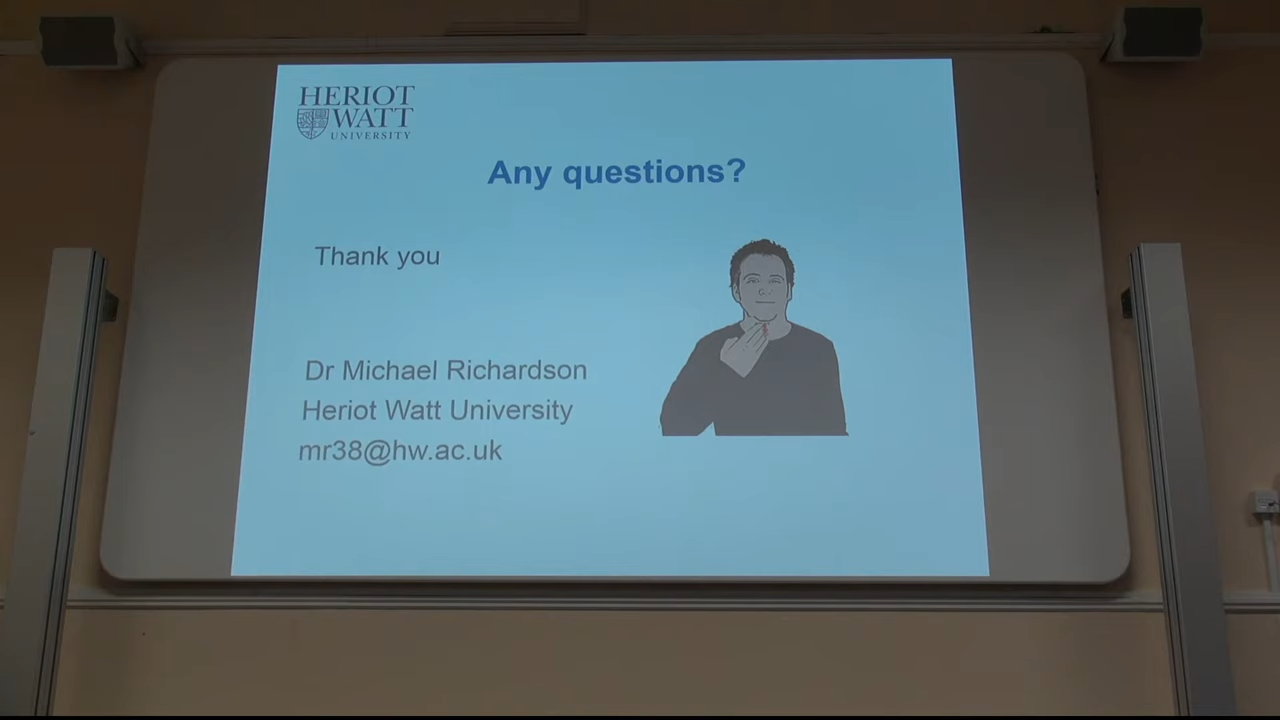 HERIOT
WATT
UNIVERSITY
Any questions?
Thank you
Dr Michael Richardson
Heriot Watt University
mr38@hw.ac.uk